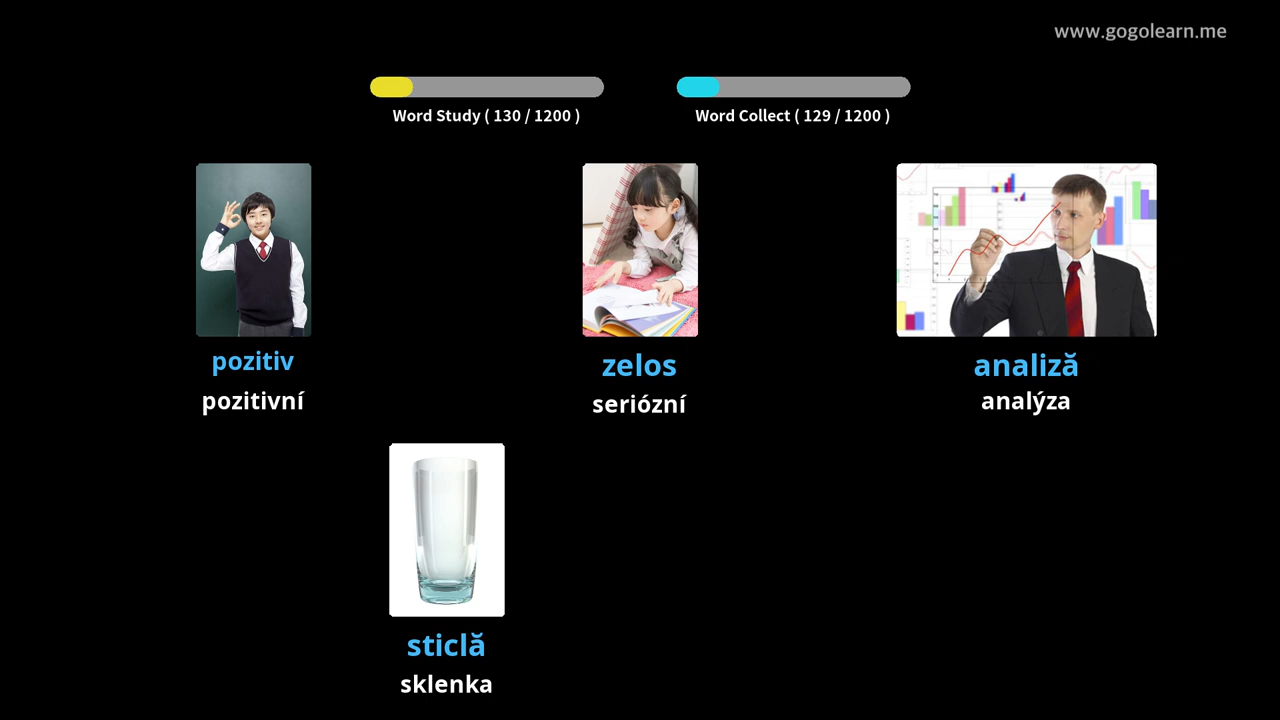 www.gogolearn.me
Word Study ( 130 / 1200 )
Word Collect ( 129 / 1200 )
pozitiv
pozitivní
zelos
seriózní
analiză
analýza
sticlă
sklenka